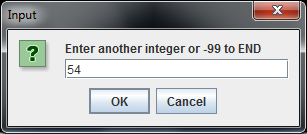 Input
Enter another integer or -99 to END
54
OK Cancel